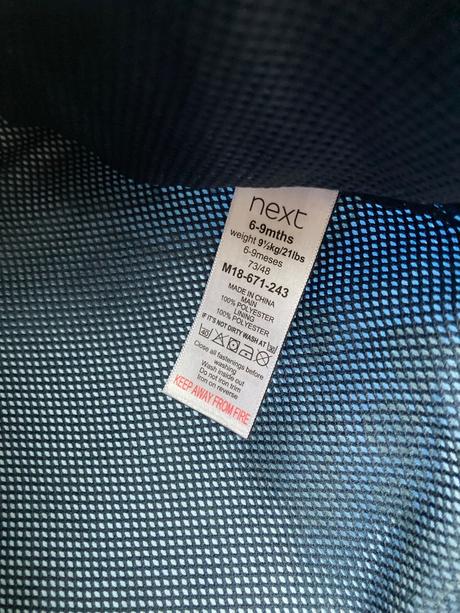 next
6-9mths
weight 9½kg/21lbs
6-9meses
73/48
M18-671-243
MADE IN CHINA
MAIN
100% POLYESTER
LINING
100% POLYESTER
IF IT'S NOT DIRTY WASH AT
Close all fastenings before
washing
Wash inside out
Do not iron trim
Iron on reverse
KEEP AWAY FROM FIRE